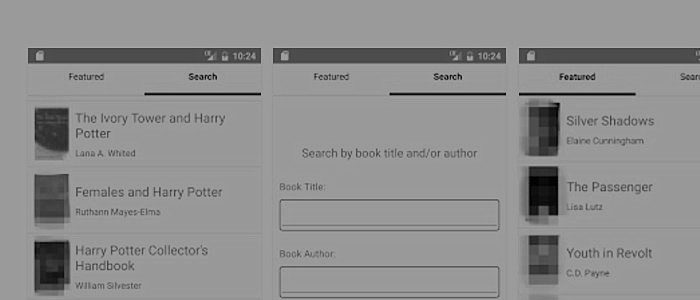 10:24
Featured
Search
The Ivory Tower and Harry
Potter
Lana A. Whited
Females and Harry Potter
Ruthann Mayes-Elma
Harry Potter Collector's
Handbook
William Silvester
10:24
Featured
Search
Search by book title and/or author
Book Title:
Book Author:
Featured
Sear
Silver Shadows
Elaine Cunningham
The Passenger
Lisa Lutz
Youth in Revolt
C.D. Payne